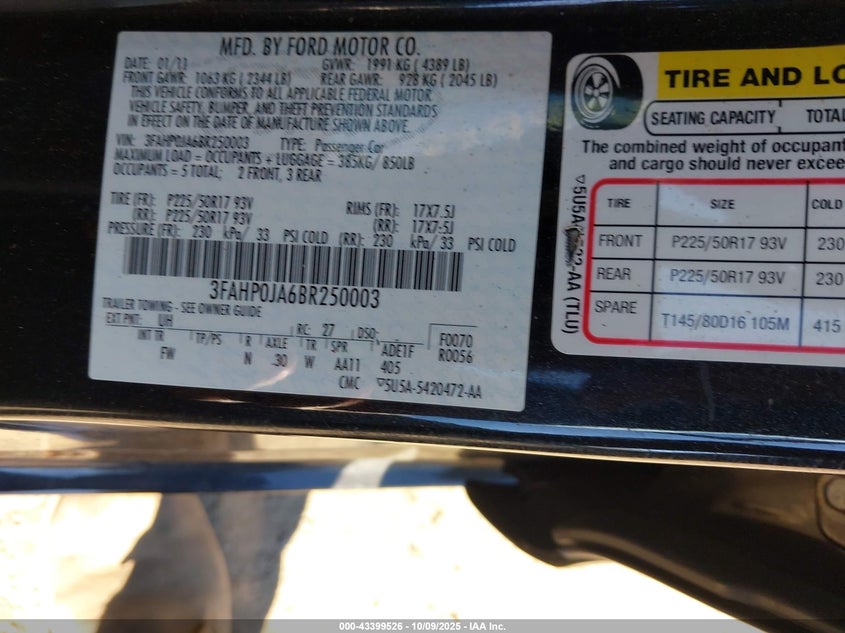 MFD. BY FORD MOTOR CO.
DATE: 01/11 GVWR: 1991 KG ( 4389 LB)
FRONT GAWR: 1063 KG ( 2344 LB) REAR GAWR: 928 KG ( 2045 LB)
THIS VEHICLE CONFORMS TO ALL APPLICABLE FEDERAL MOTOR
VEHICLE SAFETY, BUMPER, AND THEFT PREVENTION STANDARDS
IN EFFECT ON THE DATE OF MANUFACTURE SHOWN ABOVE.
VIN: 3FAHP0JA6BR250003 TYPE: Passenger Car
MAXIMUM LOAD = OCCUPANTS + LUGGAGE = 385KG/ 850LB
OCCUPANTS = 5 TOTAL; 2 FRONT, 3 REAR
TIRE (FR): P225/50R17 93V RIMS (FR): 17X7.5J
(RR): P225/50R17 93V (RR): 17X7.5J
PRESSURE (FR): 230 kPa/ 33 PSI COLD (RR): 230 kPa/ 33 PSI COLD
3FAHP0JA6BR250003
TRAILER TOWING - SEE OWNER GUIDE
EXT PNT: UH RC: 27 DSO: F0070
INT TR TP/PS R AXLE TR SPR ADE1F R0056
FW N .30 W AA11 405
CMC ▽5U5A-5420472-AA
TIRE AND LO
SEATING CAPACITY TOTAL
The combined weight of occupant
and cargo should never excee
TIRE SIZE COLD
FRONT P225/50R17 93V 230
REAR P225/50R17 93V 230
SPARE T145/80D16 105M 415
-AA (TLU)
000-43399526 - 10/09/2025 - IAA Inc.